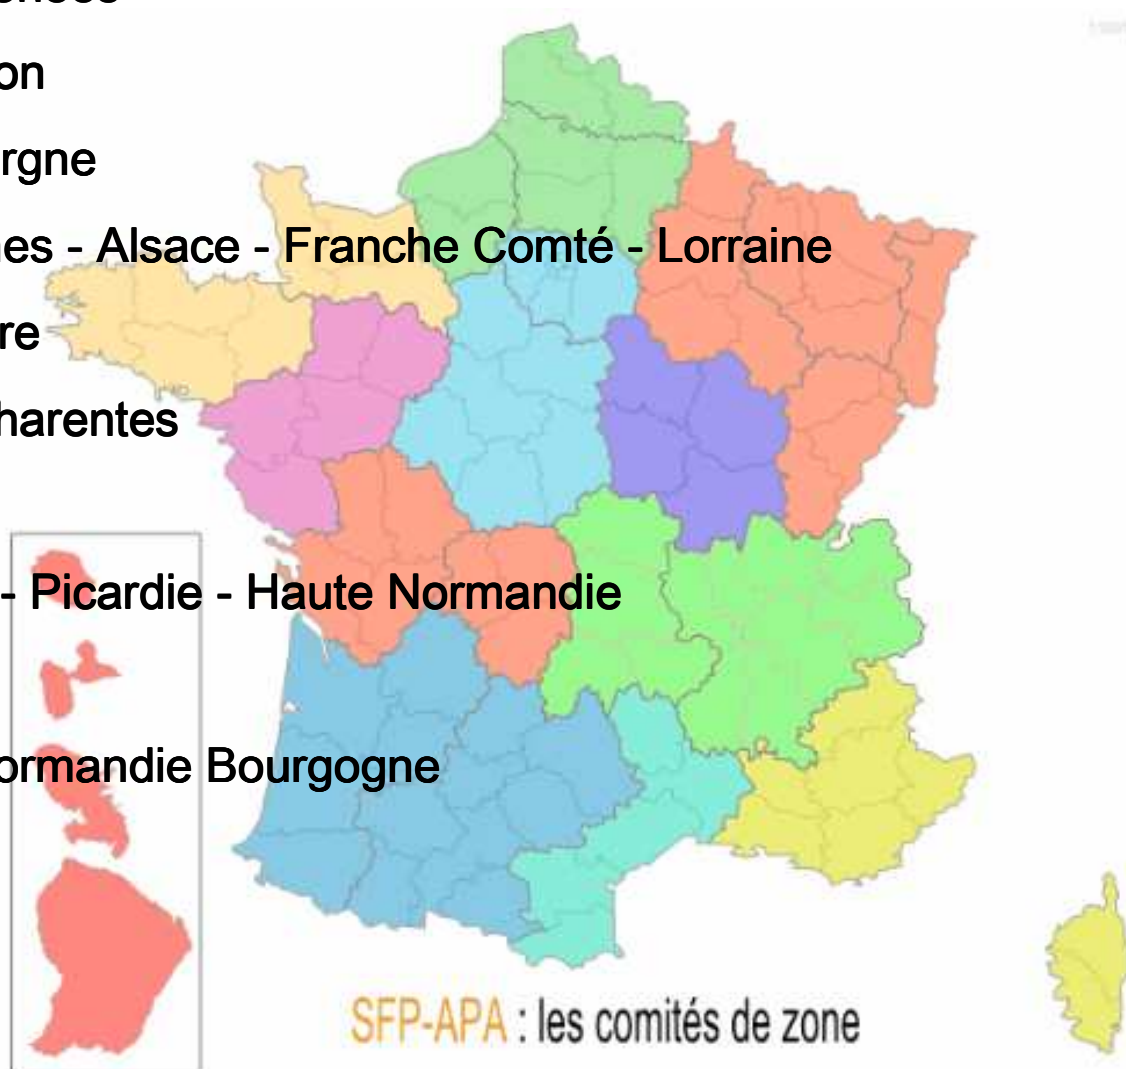 on
rgne
nes - Alsace - Franche Comté - Lorraine
re
harentes
- Picardie - Haute Normandie
ormandie Bourgogne
SFP-APA : les comités de zone